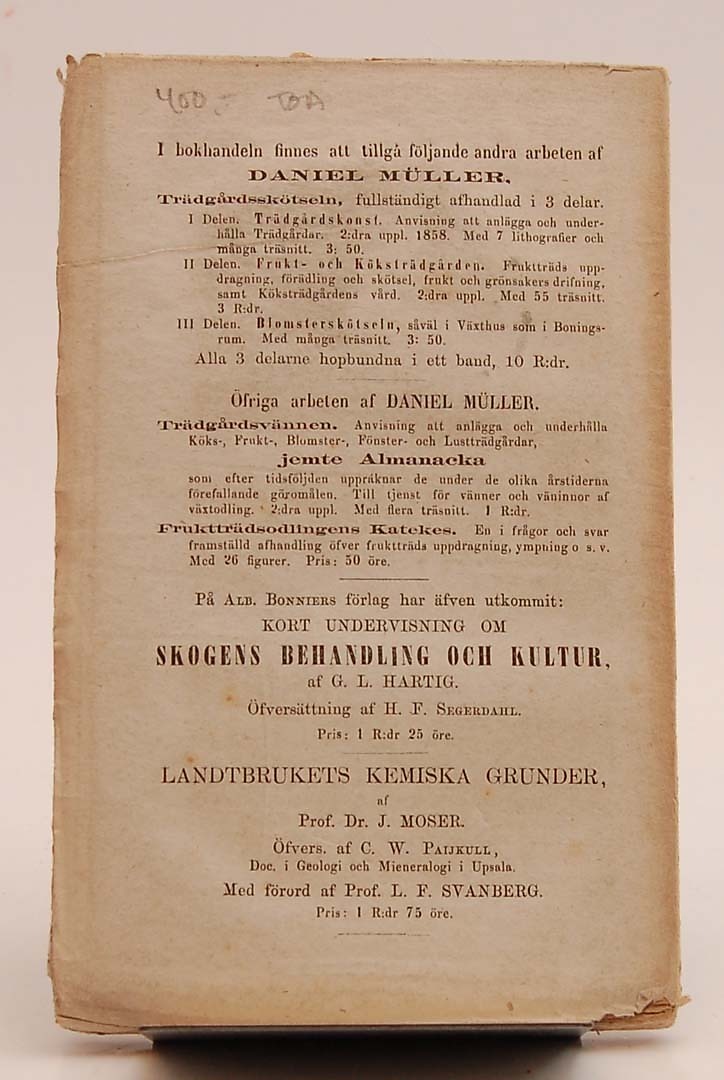 400,-
I bokhandeln finnes att tillgå följande andra arbeten af
DANIEL MÜLLER,
Trädgårdsskötseln, fullständigt afhandlad i 3 delar.
I Delen. Trädgårdskonst. Anvisning att anlägga och under-
hålla Trädgårdar. 2:dra uppl. 1858. Med 7 lithografier och
många träsnitt. 3: 50.
II Delen. Frukt- och Köksträdgården. Fruktträds upp-
dragning, förädling och skötsel, frukt och grönsakers drifning,
samt Köksträdgårdens vård. 2:dra uppl. Med 55 träsnitt.
3 R:dr.
III Delen. Blomsterskötseln, såväl i Växthus som i Bonings-
rum. Med många träsnitt. 3: 50.
Alla 3 delarne hopbundna i ett band, 10 R:dr.
Öfriga arbeten af DANIEL MÜLLER.
Trädgårdsvännen. Anvisning att anlägga och underhålla
Köks-, Frukt-, Blomster-, Fönster- och Lustträdgårdar,
jemte Almanacka
som efter tidsföljden uppräknar de under de olika årstiderna
förefallande göromålen. Till tjenst för vänner och väninnor af
växtodling. 2:dra uppl. Med flera träsnitt. 1 R:dr.
Fruktträdsodlingens Katekes. En i frågor och svar
framställd afhandling öfver fruktträds uppdragning, ympning o s. v.
Med 26 figurer. Pris: 50 öre.
På ALB. BONNIERS förlag har äfven utkommit:
KORT UNDERVISNING OM
SKOGENS BEHANDLING OCH KULTUR,
af G. L. HARTIG.
Öfversättning af H. F. SEGERDAHL.
Pris: 1 R:dr 25 öre.
LANDTBRUKETS KEMISKA GRUNDER,
af
Prof. Dr. J. MOSER.
Öfvers. af C. W. PAIJKULL,
Doc. i Geologi och Mieneralogi i Upsala.
Med förord af Prof. L. F. SVANBERG.
Pris: 1 R:dr 75 öre.